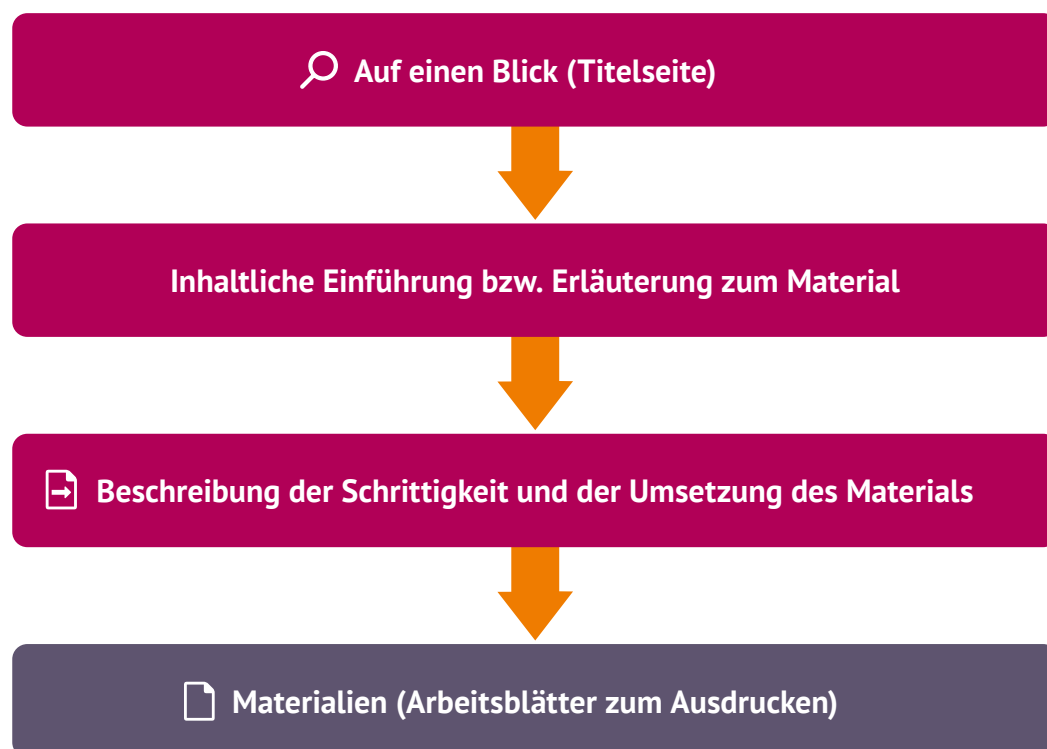 Auf einen Blick (Titelseite)
Inhaltliche Einführung bzw. Erläuterung zum Material
Beschreibung der Schrittigkeit und der Umsetzung des Materials
Materialien (Arbeitsblätter zum Ausdrucken)